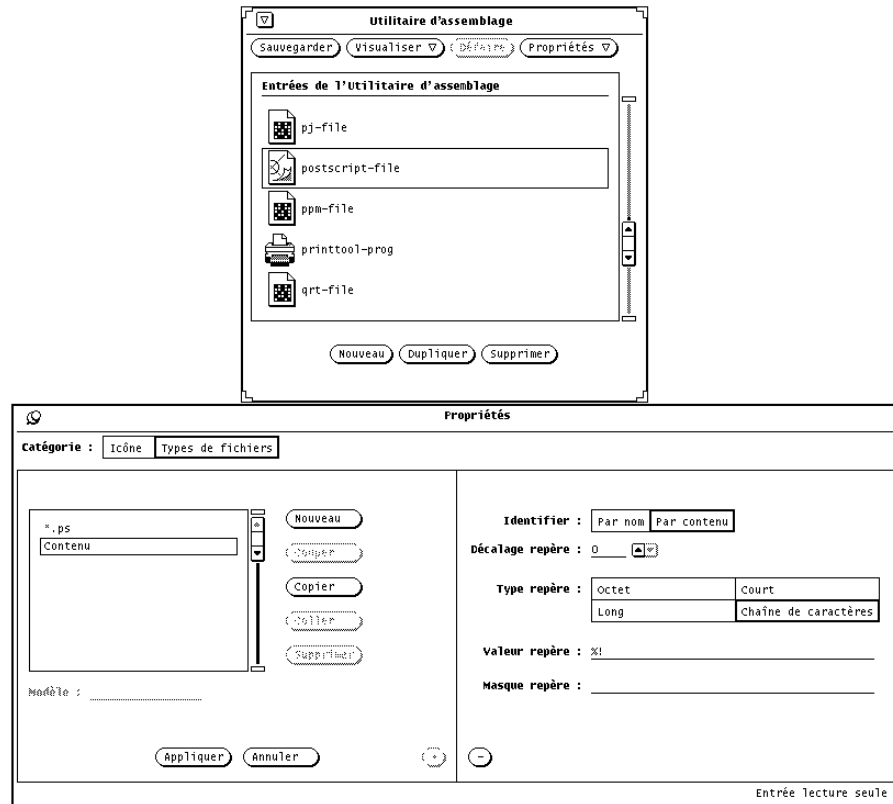 Utilitaire d'assemblage
Sauvegarder Visualiser Défaire Propriétés
Entrées de l'Utilitaire d'assemblage
pj-file
postscript-file
ppm-file
printtool-prog
qrt-file
Nouveau Dupliquer Supprimer
Propriétés
Catégorie : Icône Types de fichiers
*.ps
Contenu
Nouveau
Couper
Copier
Coller
Supprimer
Modèle :
Appliquer Annuler
+
Identifier : Par nom Par contenu
Décalage repère : 0
Type repère : Octet Court
Long Chaîne de caractères
Valeur repère : %!
Masque repère :
-
Entrée lecture seule